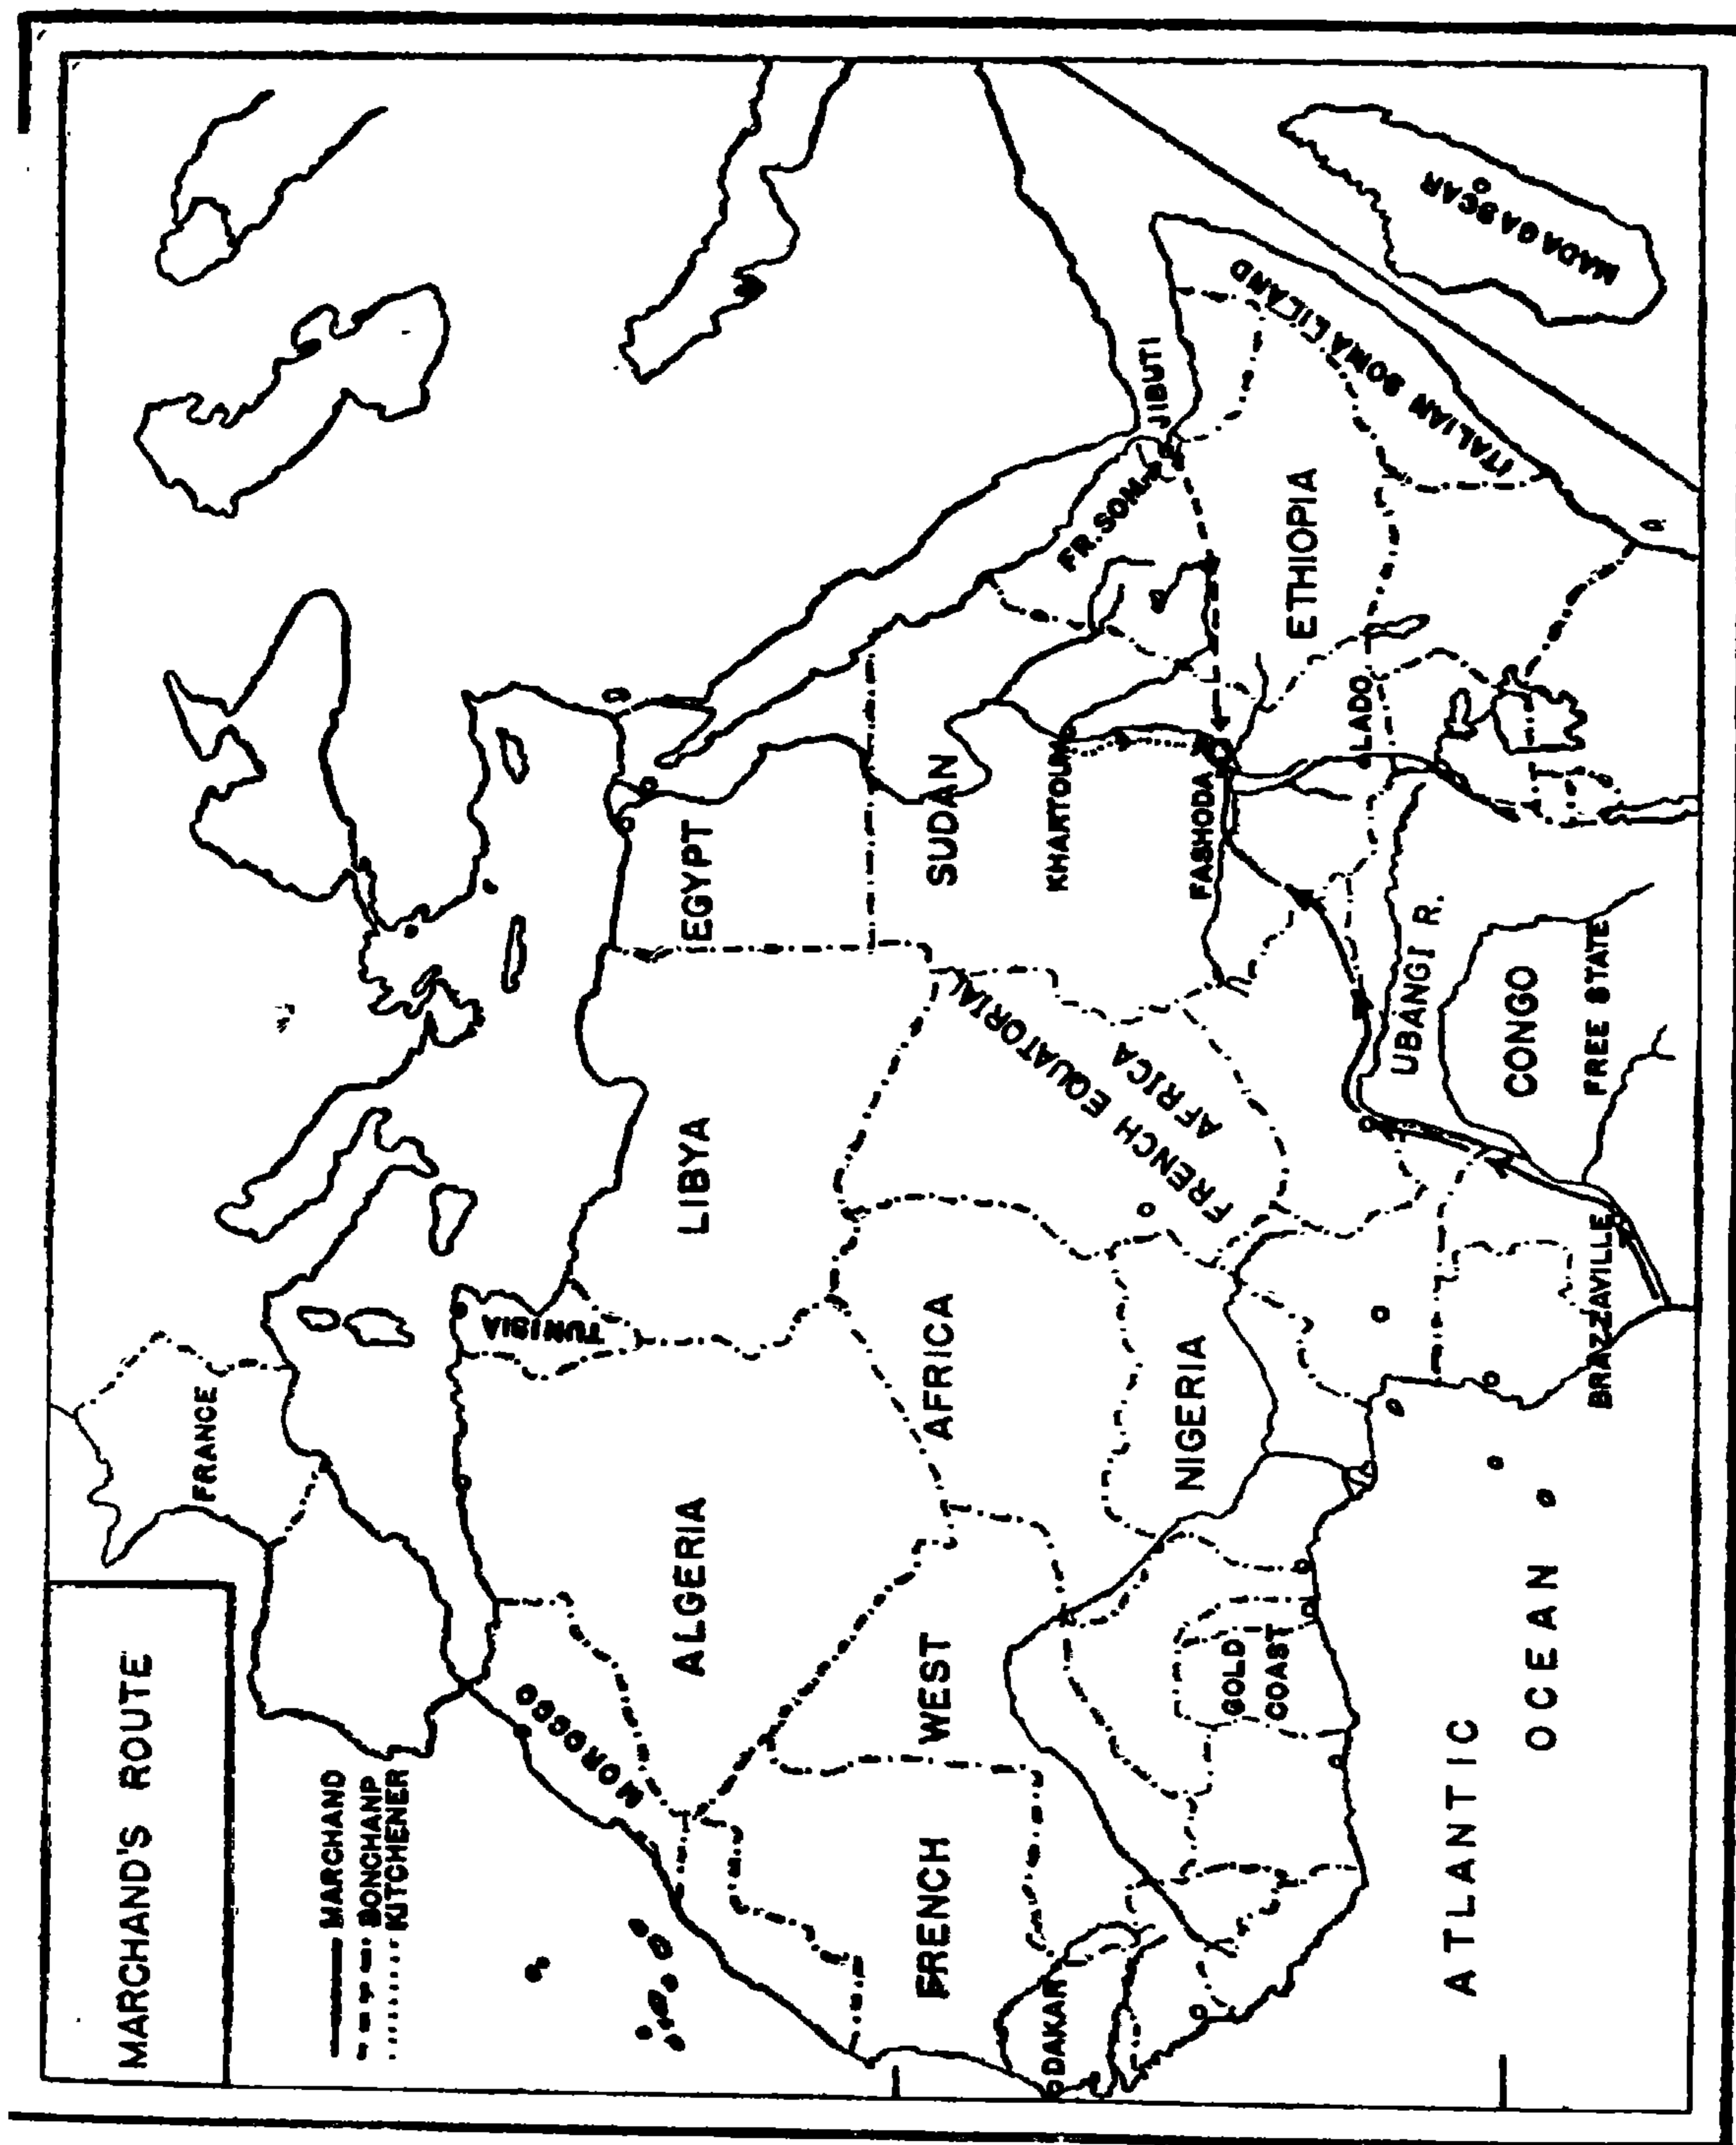 MARCHAND'S ROUTE
MARCHAND
BONCHANP
KITCHENER
FRANCE
MOROCCO
ALGERIA
TUNISIA
LIBYA
EGYPT
FRENCH WEST AFRICA
SUDAN
KHARTOUM
FASHODA
FRENCH EQUATORIAL
AFRICA
FR. SOM.
JIBUTI
ETHIOPIA
ITALIAN SOMALILAND
DAKAR
GOLD
COAST
NIGERIA
LADO
UBANGI R.
CONGO
FREE STATE
BRAZZAVILLE
ATLANTIC
OCEAN
MADAGASCAR